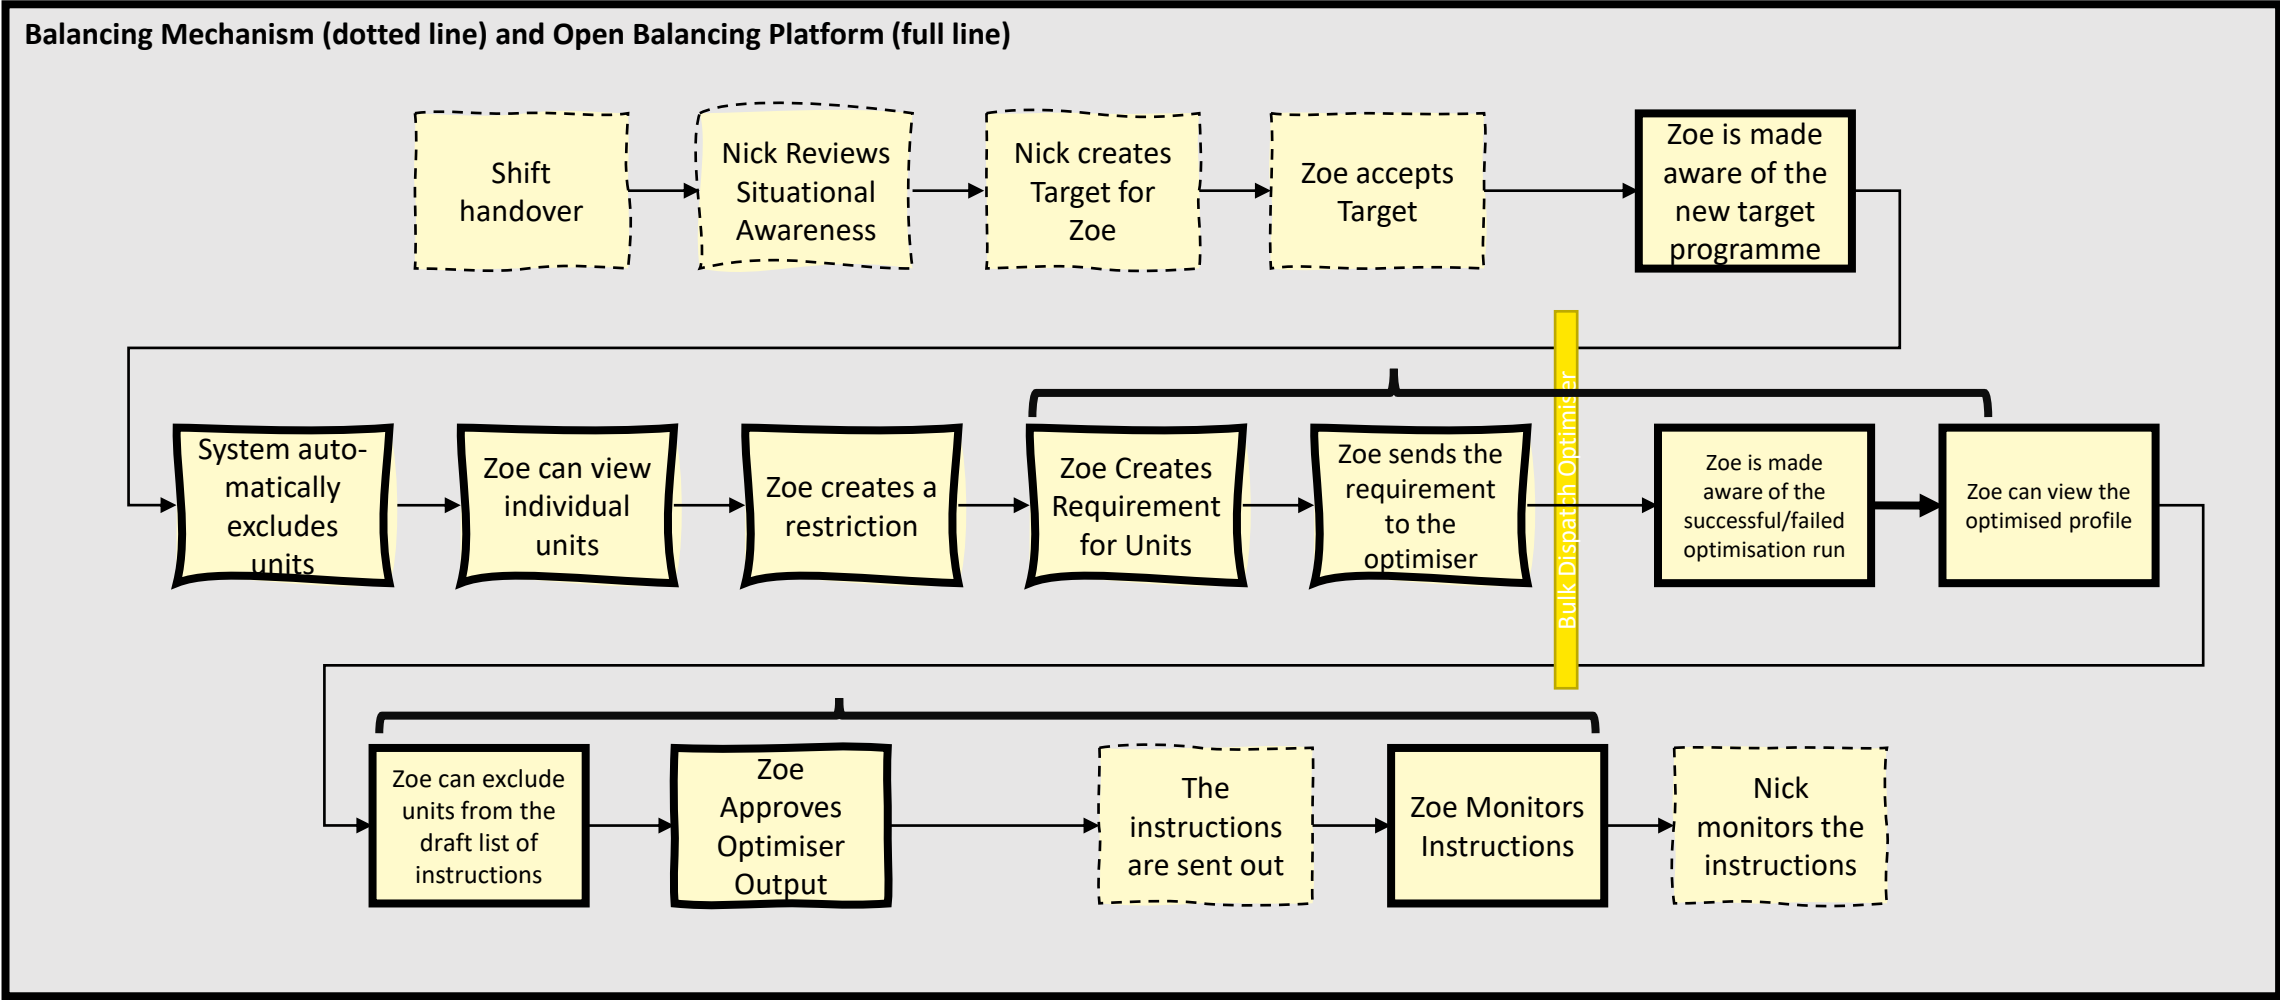 Balancing Mechanism (dotted line) and Open Balancing Platform (full line)
Shift
handover
Nick Reviews
Situational
Awareness
Nick creates
Target for
Zoe
Zoe accepts
Target
Zoe is made
aware of the
new target
programme
System auto-
matically
excludes
units
Zoe can view
individual
units
Zoe creates a
restriction
Zoe Creates
Requirement
for Units
Zoe sends the
requirement
to the
optimiser
Bulk Dispatch Optimiser
Zoe is made
aware of the
successful/failed
optimisation run
Zoe can view the
optimised profile
Zoe can exclude
units from the
draft list of
instructions
Zoe
Approves
Optimiser
Output
The
instructions
are sent out
Zoe Monitors
Instructions
Nick
monitors the
instructions